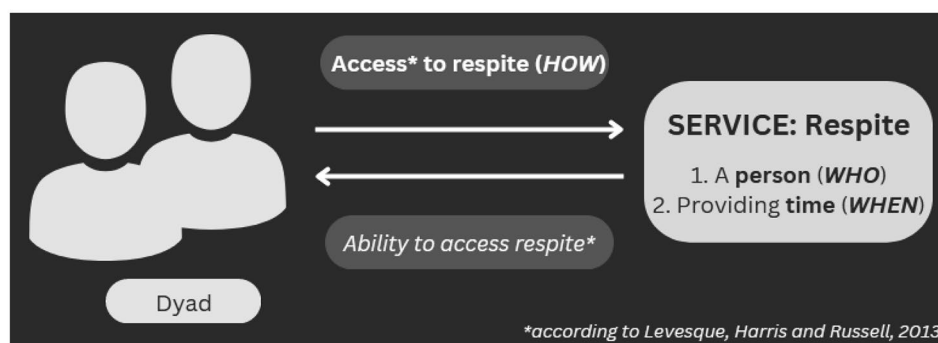 Access* to respite (HOW)
SERVICE: Respite
1. A person (WHO)
2. Providing time (WHEN)
Ability to access respite*
Dyad
*according to Levesque, Harris and Russell, 2013